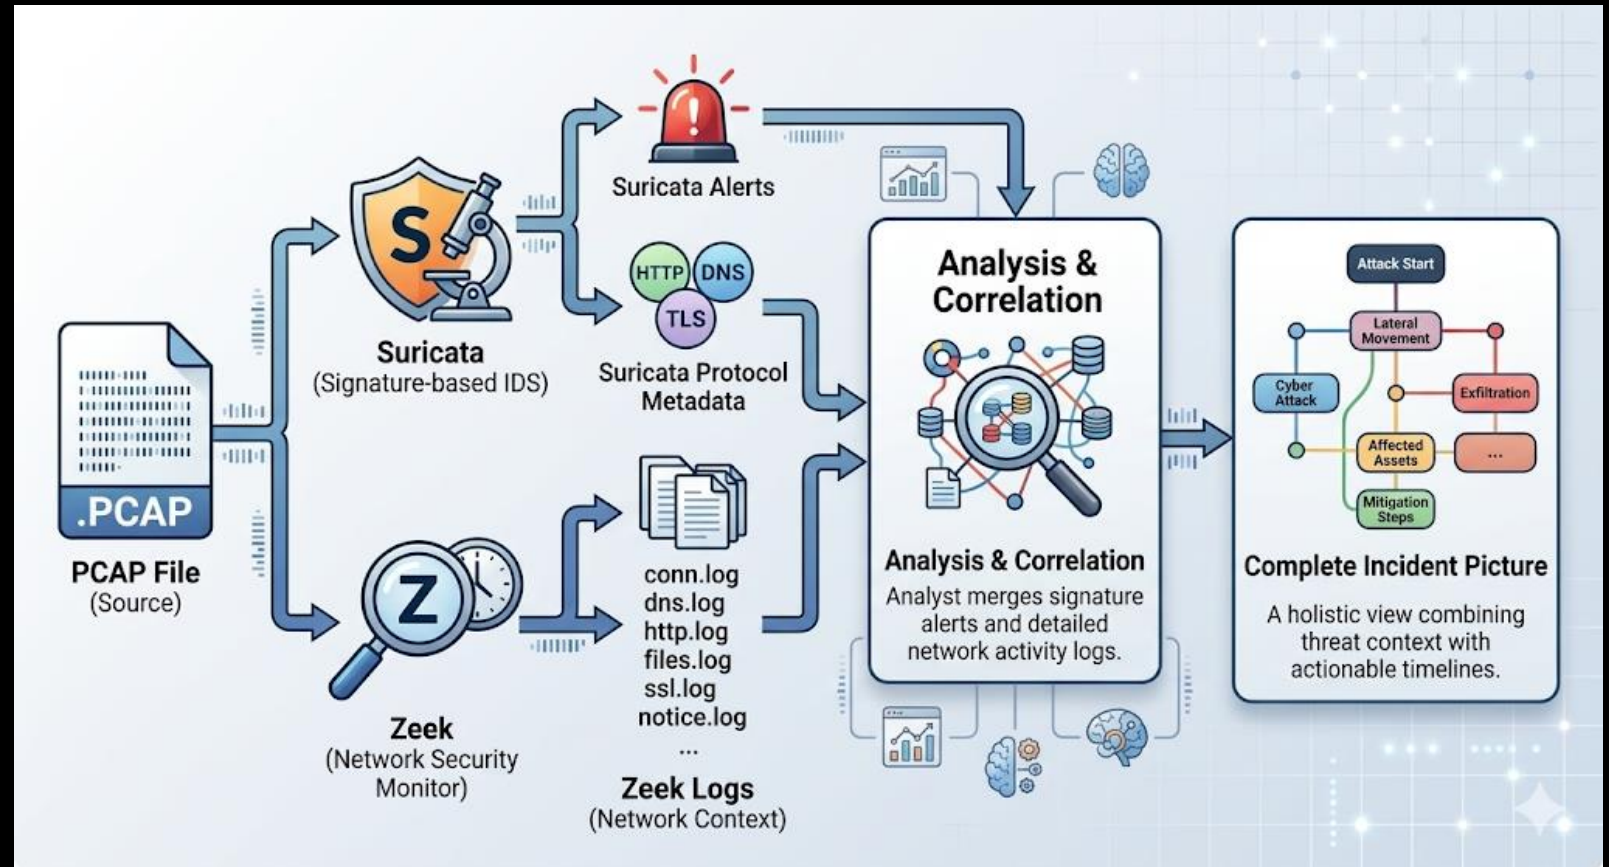 .PCAP
PCAP File
(Source)
S
Suricata
(Signature-based IDS)
Z
Zeek
(Network Security
Monitor)
Suricata Alerts
HTTP
DNS
TLS
Suricata Protocol
Metadata
conn.log
dns.log
http.log
files.log
ssl.log
notice.log
...
Zeek Logs
(Network Context)
Analysis &
Correlation
Analysis & Correlation
Analyst merges signature
alerts and detailed
network activity logs.
Attack Start
Lateral
Movement
Cyber
Attack
Exfiltration
Affected
Assets
...
Mitigation
Steps
Complete Incident Picture
A holistic view combining
threat context with
actionable timelines.